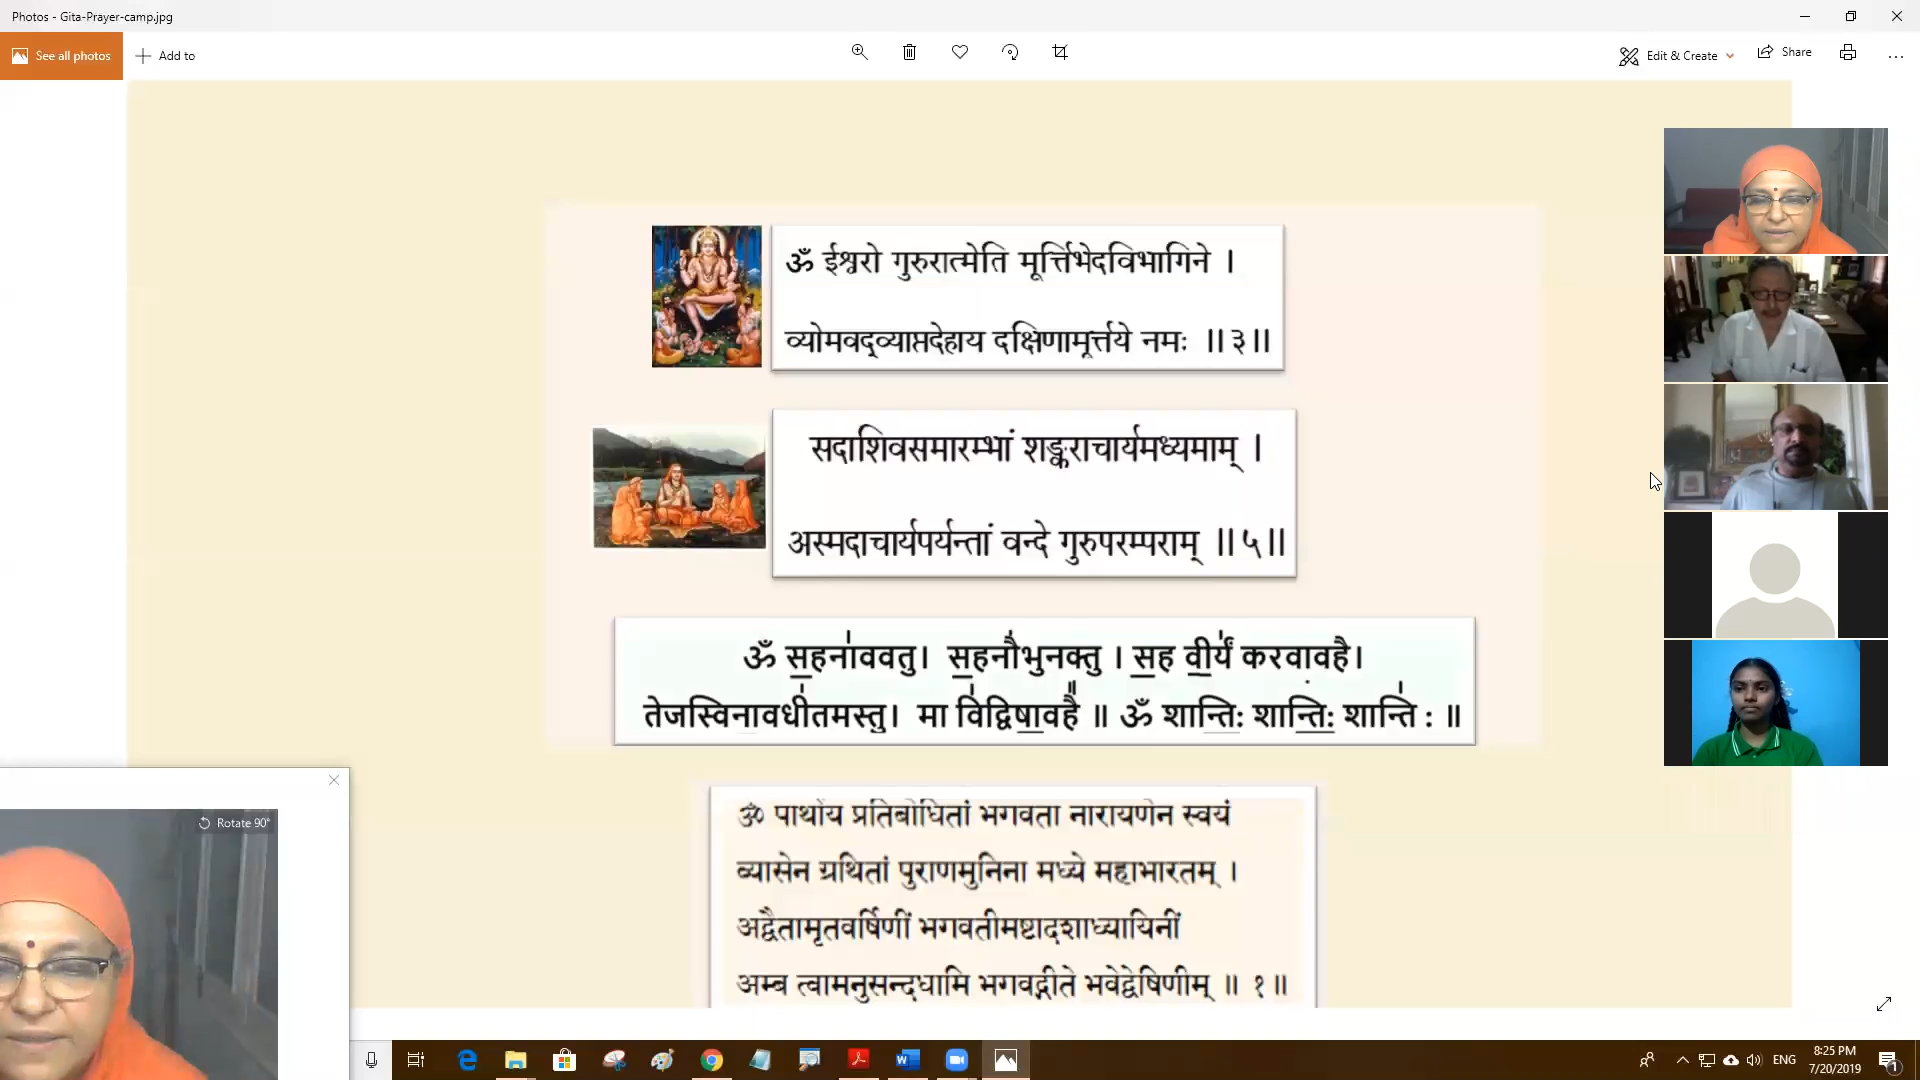 Photos - Gita-Prayer-camp.jpg
See all photos
Add to
Edit & Create
Share
ॐ ईश्वरो गुरुरात्मेति मूर्त्तिभेदविभागिने ।
व्योमवद्व्याप्तदेहाय दक्षिणामूर्त्तये नमः ॥३॥
सदाशिवसमारम्भां शङ्कराचार्यमध्यमाम् ।
अस्मदाचार्यपर्यन्तां वन्दे गुरुपरम्पराम् ॥५॥
ॐ स॒हना॑ववतु। स॒हनौ॑भुनक्तु । स॒ह वी॒र्यं॑ करवावहै।
तेजस्विनावधी॑तमस्तु। मा वि॑द्विषा॒वहै᳚ ॥ ॐ शान्ति॒ः शान्ति॒ः शान्ति॑ : ॥
Rotate 90°
ॐ पार्थाय प्रतिबोधितां भगवता नारायणेन स्वयं
व्यासेन ग्रथितां पुराणमुनिना मध्ये महाभारतम् ।
अद्वैतामृतवर्षिणीं भगवतीमष्टादशाध्यायिनीं
अम्ब त्वामनुसन्दधामि भगवद्गीते भवेद्वेषिणीम् ॥ १॥
ENG
8:25 PM
7/20/2019
1